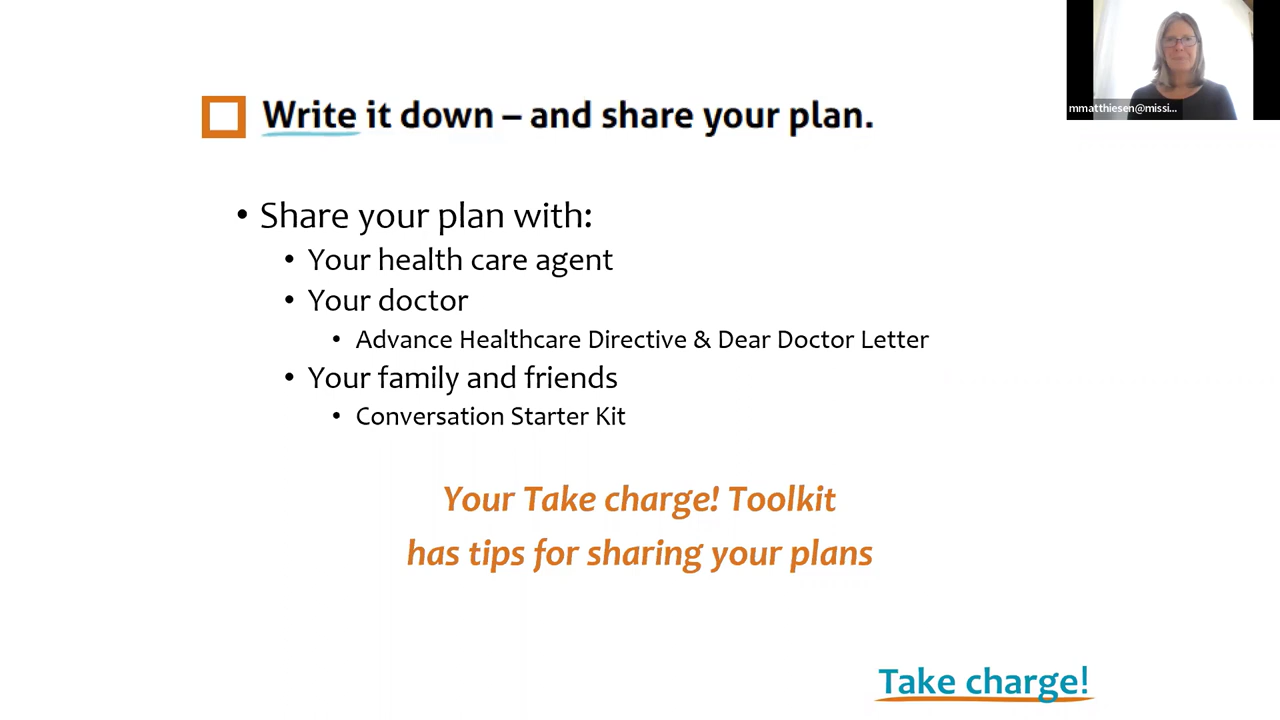 mmatthiesen@missi...
Write it down – and share your plan.
• Share your plan with:
• Your health care agent
• Your doctor
• Advance Healthcare Directive & Dear Doctor Letter
• Your family and friends
• Conversation Starter Kit
Your Take charge! Toolkit
has tips for sharing your plans
Take charge!